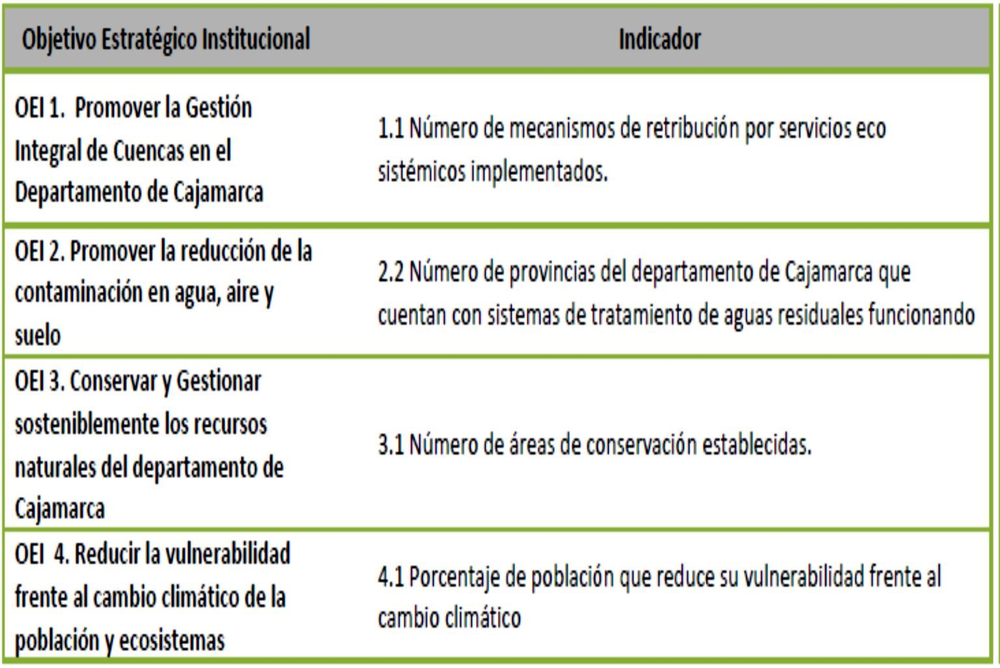 Objetivo Estratégico Institucional
Indicador
OEI 1.  Promover la Gestión
Integral de Cuencas en el
Departamento de Cajamarca
1.1 Número de mecanismos de retribución por servicios eco
sistémicos implementados.
OEI 2. Promover la reducción de la
contaminación en agua, aire y
suelo
2.2 Número de provincias del departamento de Cajamarca que
cuentan con sistemas de tratamiento de aguas residuales funcionando
OEI 3. Conservar y Gestionar
sosteniblemente los recursos
naturales del departamento de
Cajamarca
3.1 Número de áreas de conservación establecidas.
OEI  4. Reducir la vulnerabilidad
frente al cambio climático de la
población y ecosistemas
4.1 Porcentaje de población que reduce su vulnerabilidad frente al
cambio climático